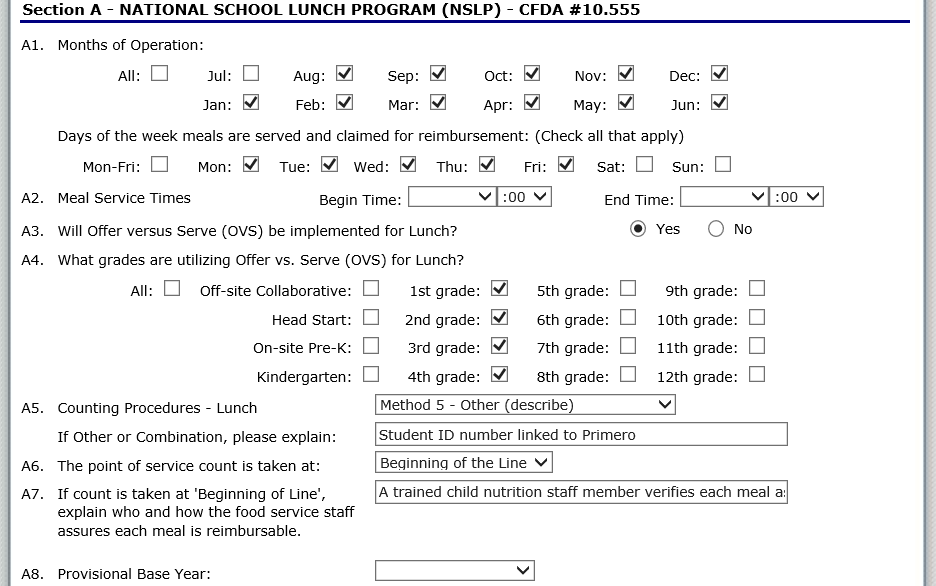 Section A - NATIONAL SCHOOL LUNCH PROGRAM (NSLP) - CFDA #10.555
A1. Months of Operation:
All: Jul: Aug: Sep: Oct: Nov: Dec:
Jan: Feb: Mar: Apr: May: Jun:
Days of the week meals are served and claimed for reimbursement: (Check all that apply)
Mon-Fri: Mon: Tue: Wed: Thu: Fri: Sat: Sun:
A2. Meal Service Times Begin Time: :00 End Time: :00
A3. Will Offer versus Serve (OVS) be implemented for Lunch? Yes No
A4. What grades are utilizing Offer vs. Serve (OVS) for Lunch?
All: Off-site Collaborative: 1st grade: 5th grade: 9th grade:
Head Start: 2nd grade: 6th grade: 10th grade:
On-site Pre-K: 3rd grade: 7th grade: 11th grade:
Kindergarten: 4th grade: 8th grade: 12th grade:
A5. Counting Procedures - Lunch Method 5 - Other (describe)
If Other or Combination, please explain: Student ID number linked to Primero
A6. The point of service count is taken at: Beginning of the Line
A7. If count is taken at 'Beginning of Line', A trained child nutrition staff member verifies each meal
explain who and how the food service staff
assures each meal is reimbursable.
A8. Provisional Base Year: